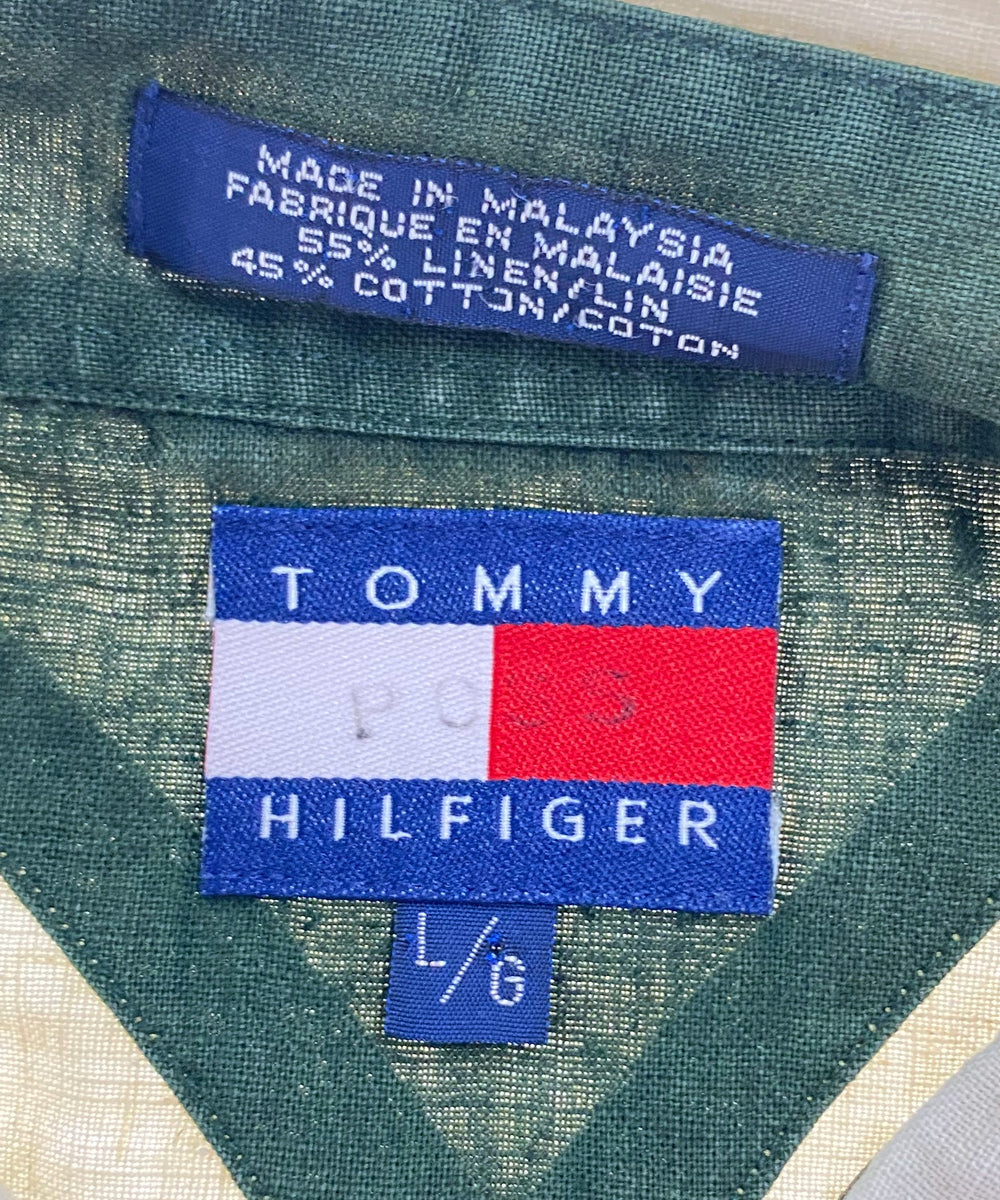 MADE IN MALAYSIA
FABRIQUE EN MALAISIE
55% LINEN/LIN
45% COTTON/COTON
TOMMY
HILFIGER
L/G